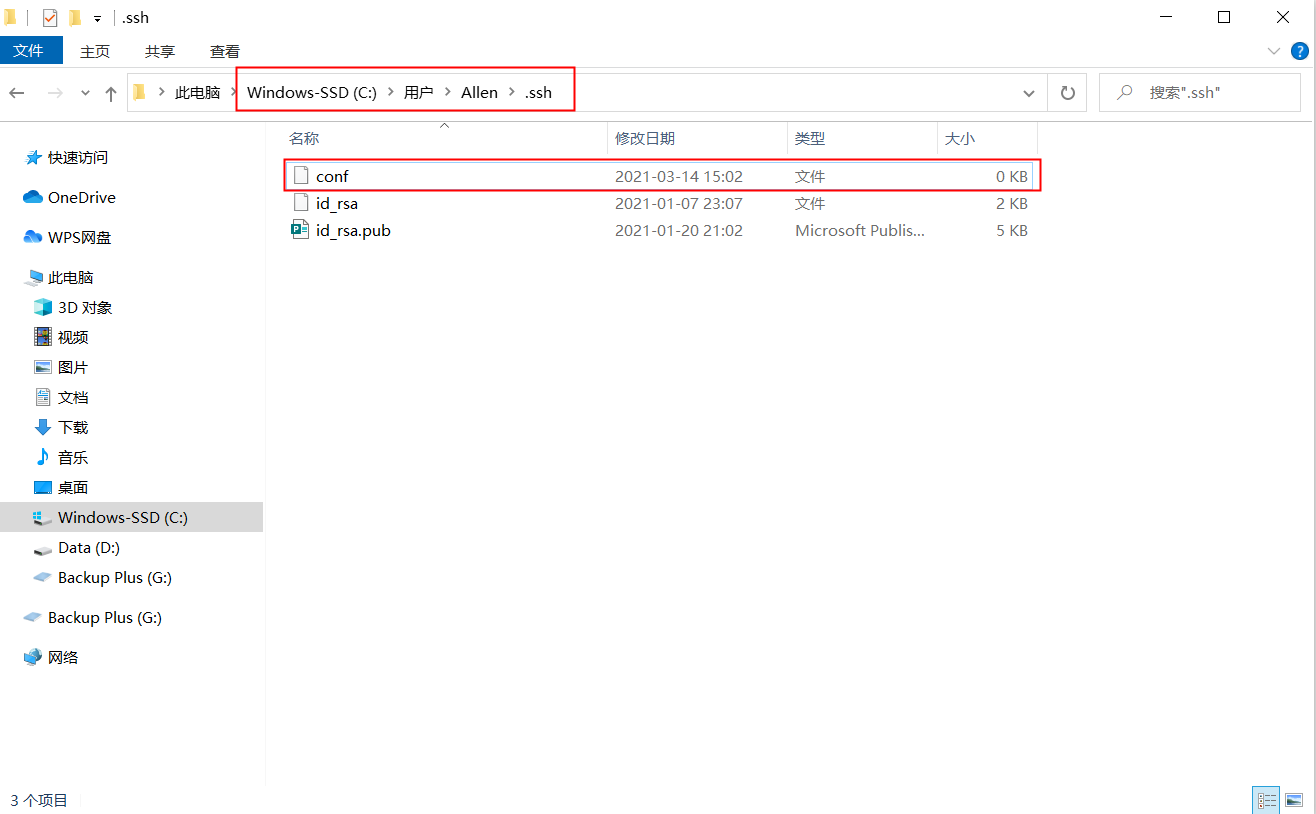 .ssh
文件 主页 共享 查看
此电脑 Windows-SSD (C:) 用户 Allen .ssh 搜索".ssh"
名称 修改日期 类型 大小
conf 2021-03-14 15:02 文件 0 KB
id_rsa 2021-01-07 23:07 文件 2 KB
id_rsa.pub 2021-01-20 21:02 Microsoft Publis... 5 KB
快速访问
OneDrive
WPS网盘
此电脑
3D 对象
视频
图片
文档
下载
音乐
桌面
Windows-SSD (C:)
Data (D:)
Backup Plus (G:)
Backup Plus (G:)
网络
3 个项目